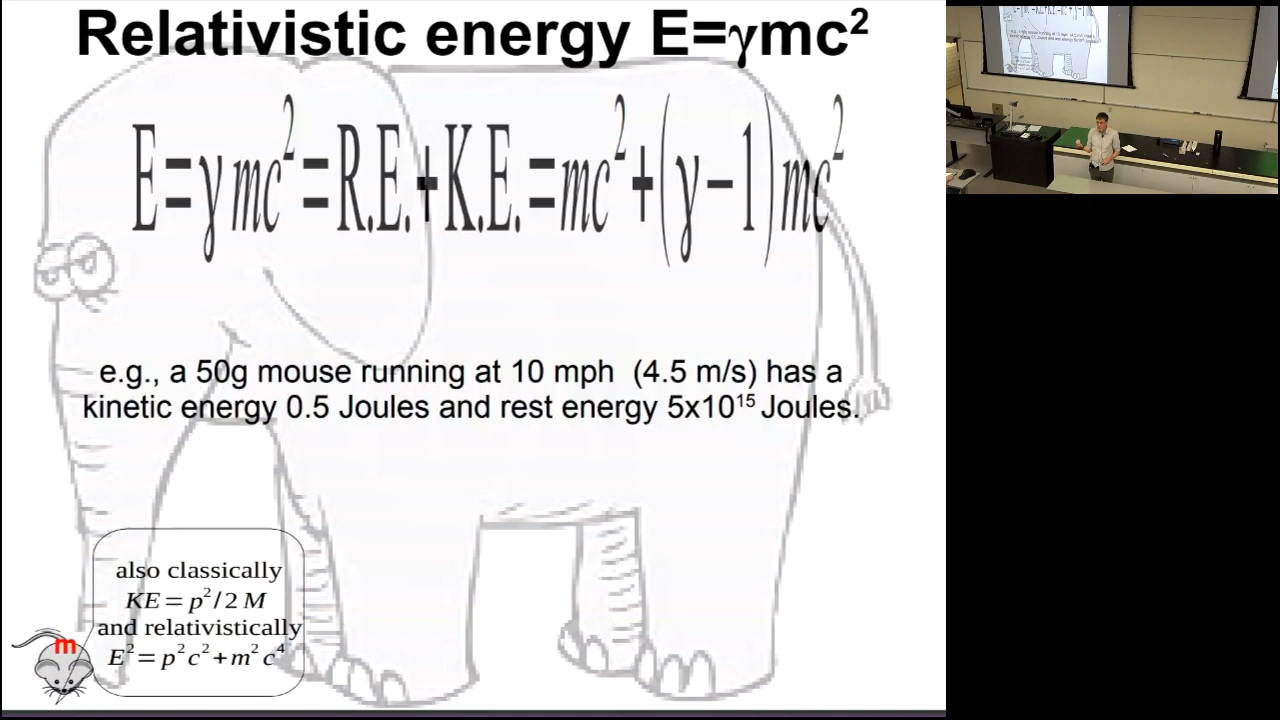 Relativistic energy E=γmc²
E=γmc²=R.E.+K.E.=mc²+(γ−1)mc²
e.g., a 50g mouse running at 10 mph (4.5 m/s) has a
kinetic energy 0.5 Joules and rest energy 5x10¹⁵ Joules.
also classically
KE=p²/2M
and relativistically
E²=p²c²+m²c⁴
m